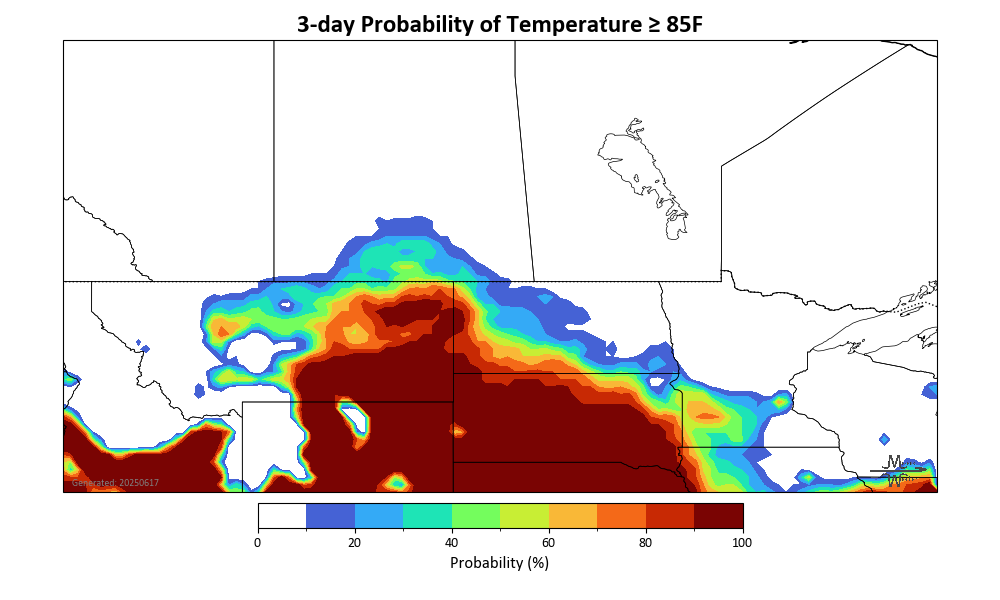 3-day Probability of Temperature ≥ 85F
Generated: 20250617
0 20 40 60 80 100
Probability (%)